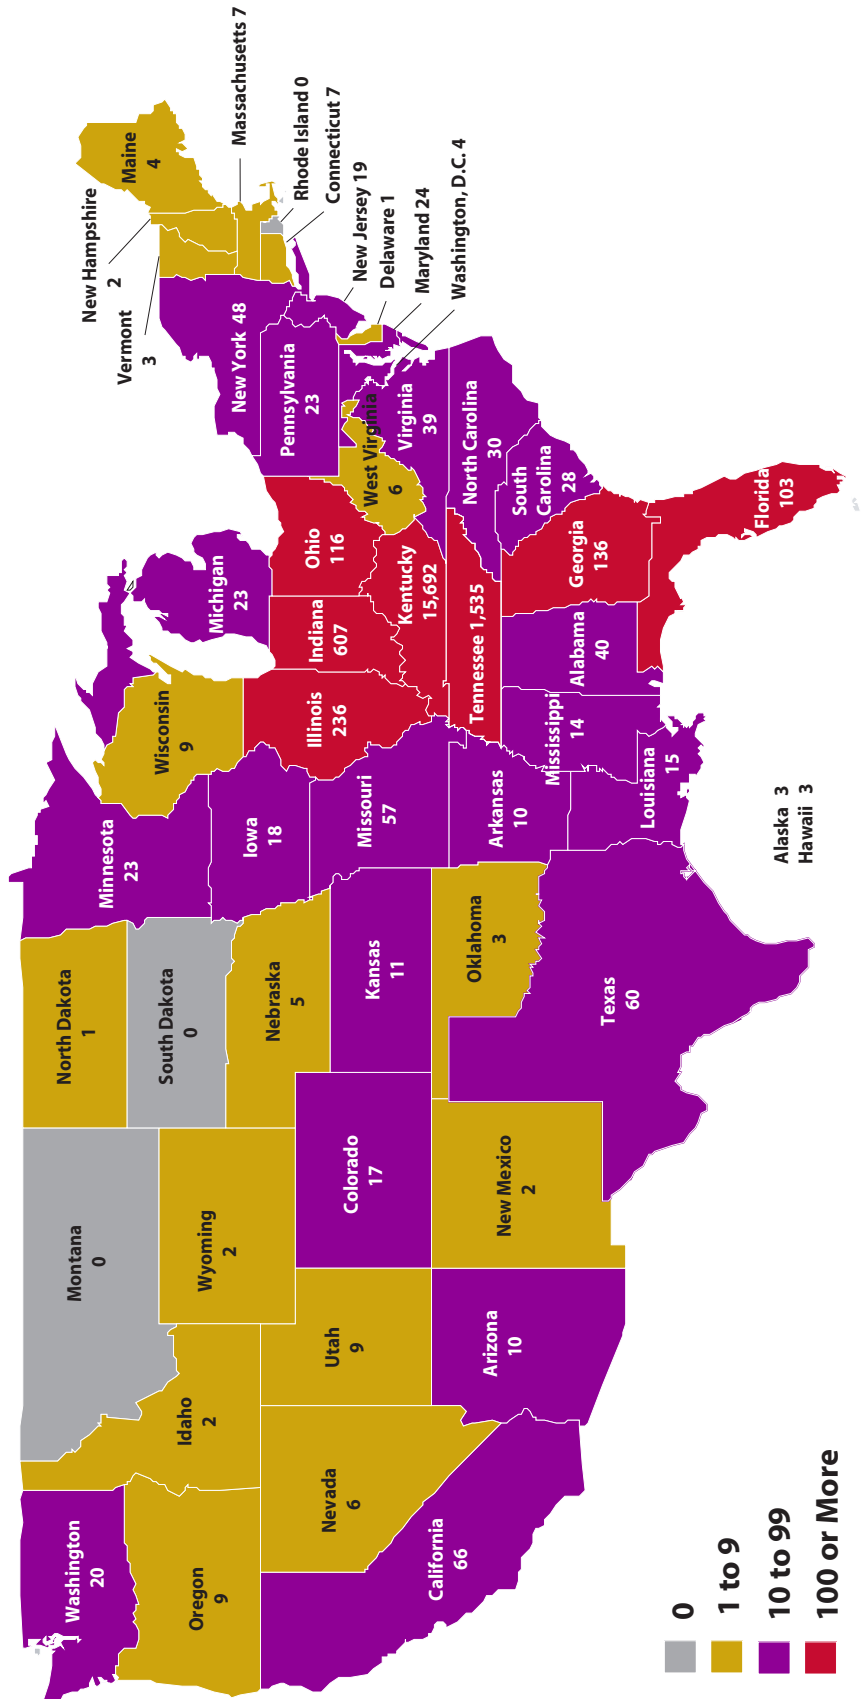 Washington
20
Oregon
9
California
66
Nevada
6
Idaho
2
Montana
0
Wyoming
2
Utah
9
Arizona
10
Colorado
17
New Mexico
2
North Dakota
1
South Dakota
0
Nebraska
5
Kansas
11
Oklahoma
3
Texas
60
Minnesota
23
Iowa
18
Missouri
57
Arkansas
10
Louisiana
15
Wisconsin
9
Illinois
236
Michigan
23
Indiana
607
Ohio
116
Kentucky
15,692
Tennessee 1,535
Mississippi
14
Alabama
40
Georgia
136
Florida
103
South
Carolina
28
North Carolina
30
Virginia
39
West Virginia
6
Pennsylvania
23
New York 48
Vermont
3
New Hampshire
2
Maine
4
Massachusetts 7
Rhode Island 0
Connecticut 7
New Jersey 19
Delaware 1
Maryland 24
Washington, D.C. 4
Alaska 3
Hawaii 3
0
1 to 9
10 to 99
100 or More